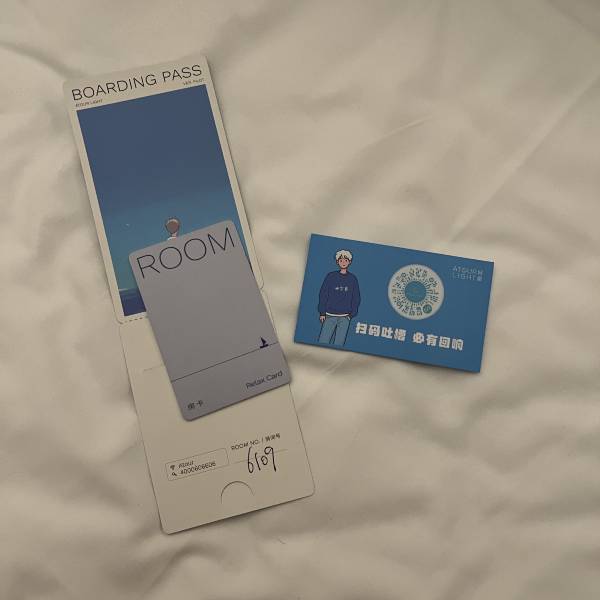 BOARDING PASS
ATOUR LIGHT
ROOM
Relax Card
房卡
Atour
4000606606
ROOM NO. / 房间号
6109
ATOUR
LIGHT
扫码吐槽 必有回响